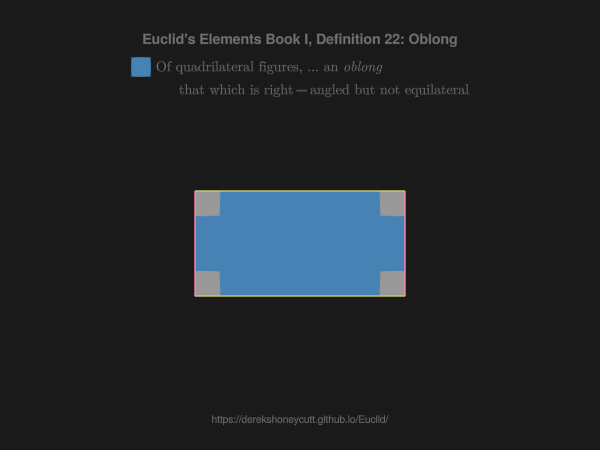 Euclid's Elements Book I, Definition 22: Oblong
Of quadrilateral figures, ... an oblong
that which is right—angled but not equilateral
https://derekshoneycutt.github.io/Euclid/